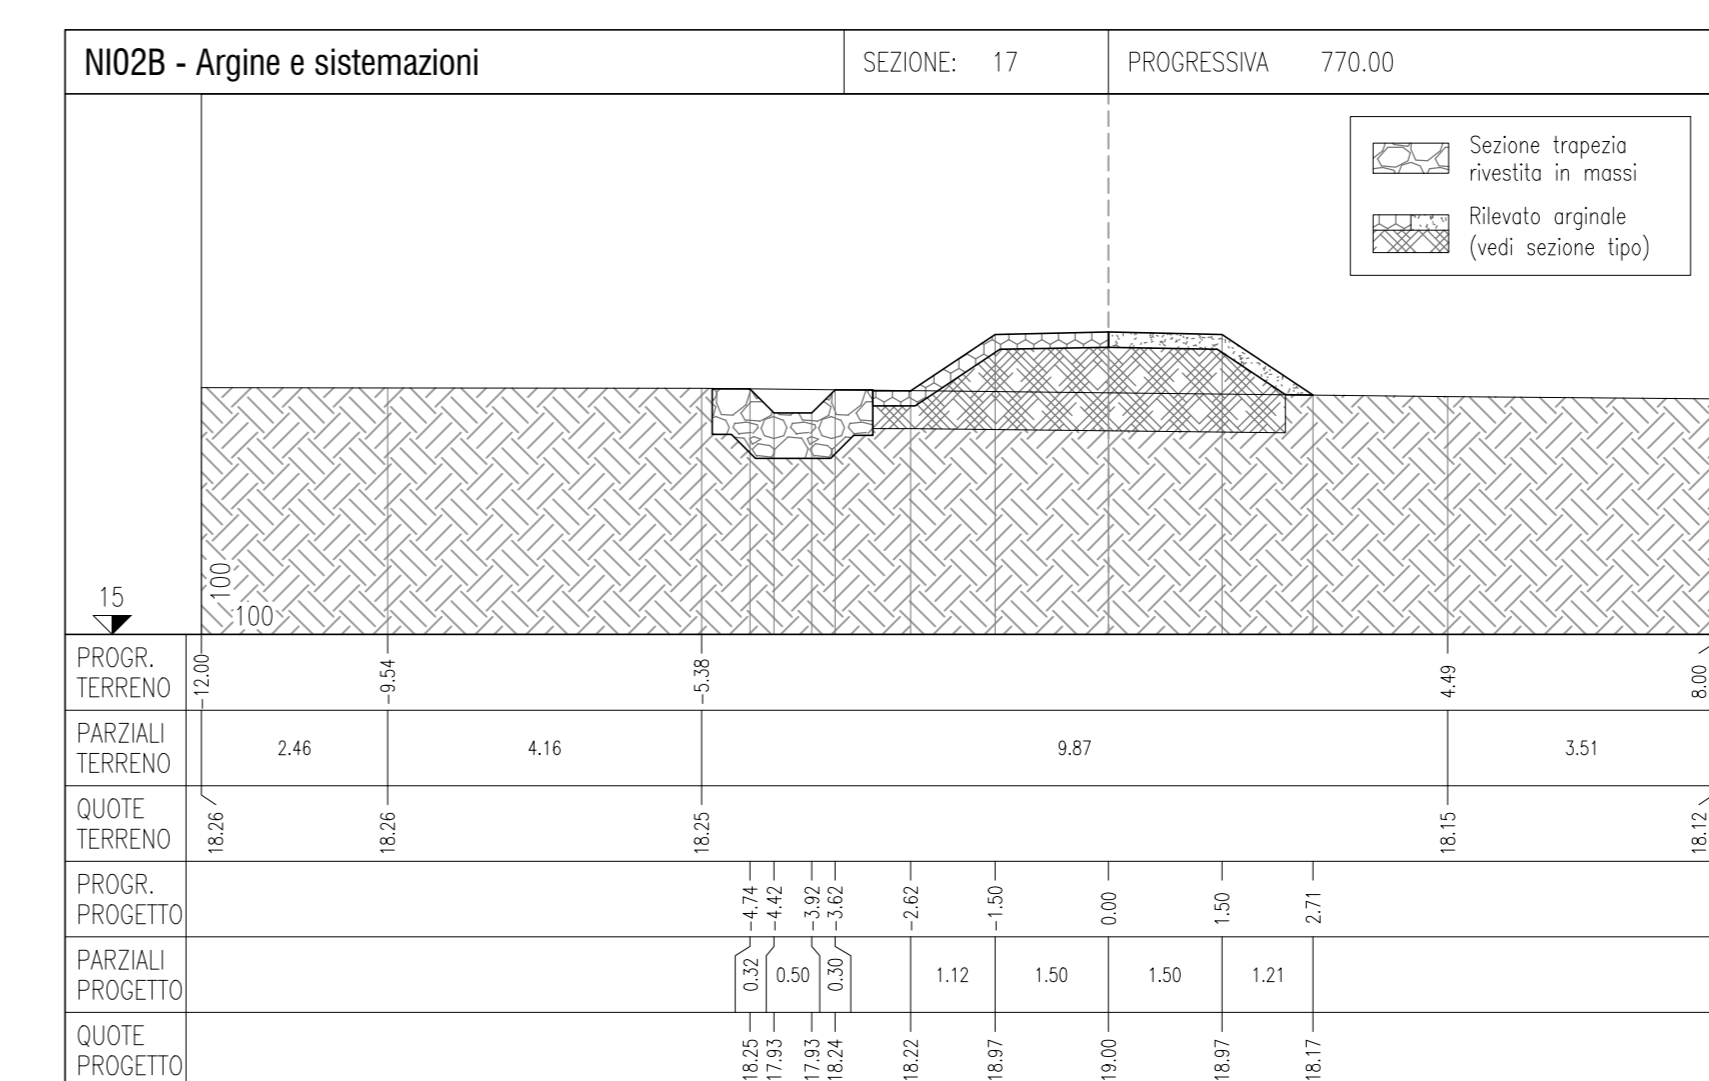 NI02B - Argine e sistemazioni
SEZIONE: 17
PROGRESSIVA 770.00
Sezione trapezia
rivestita in massi
Rilevato arginale
(vedi sezione tipo)
100
100
15
PROGR.
TERRENO
-12.00
-9.54
-5.38
4.49
8.00
PARZIALI
TERRENO
2.46
4.16
9.87
3.51
QUOTE
TERRENO
18.26
18.26
18.25
18.15
18.12
PROGR.
PROGETTO
-4.74
-4.42
-3.92
-3.62
-2.62
-1.50
0.00
1.50
2.71
PARZIALI
PROGETTO
0.32
0.50
0.30
1.12
1.50
1.50
1.21
QUOTE
PROGETTO
18.25
17.93
17.93
18.24
18.22
18.97
19.00
18.97
18.17